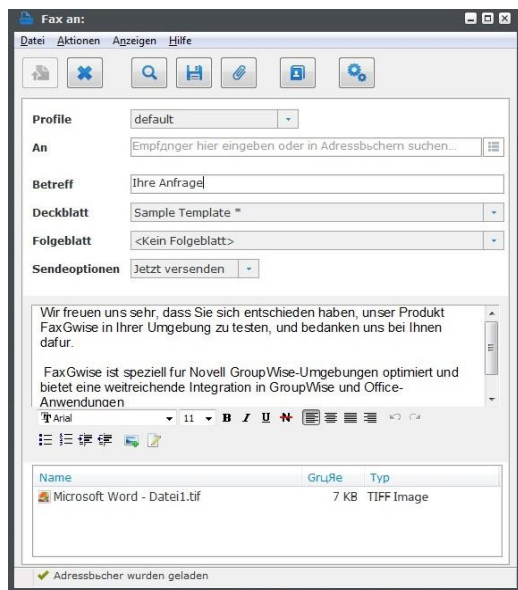 Fax an:
Datei Aktionen Anzeigen Hilfe
Profile default
An Empfдnger hier eingeben oder in Adressbьchern suchen...
Betreff Ihre Anfrage
Deckblatt Sample Template *
Folgeblatt <Kein Folgeblatt>
Sendeoptionen Jetzt versenden
Wir freuen uns sehr, dass Sie sich entschieden haben, unser Produkt
FaxGwise in Ihrer Umgebung zu testen, und bedanken uns bei Ihnen
dafur.
FaxGwise ist speziell fur Novell GroupWise-Umgebungen optimiert und
bietet eine weitreichende Integration in GroupWise und Office-
Anwendungen
Arial 11 B I U N
Name GrцЯe Typ
Microsoft Word - Datei1.tif 7 KB TIFF Image
Adressbьcher wurden geladen